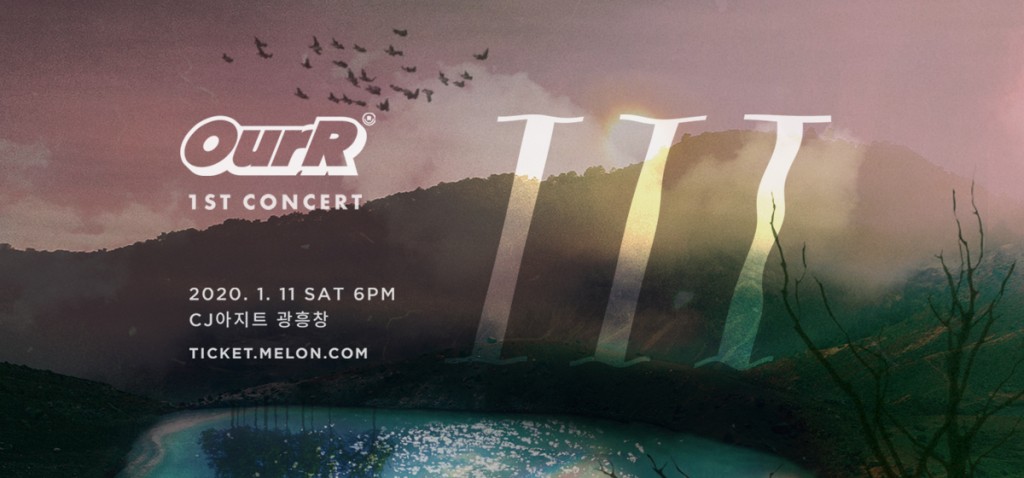 OurR
1ST CONCERT
III
2020. 1. 11 SAT 6PM
CJ아지트 광흥창
TICKET.MELON.COM